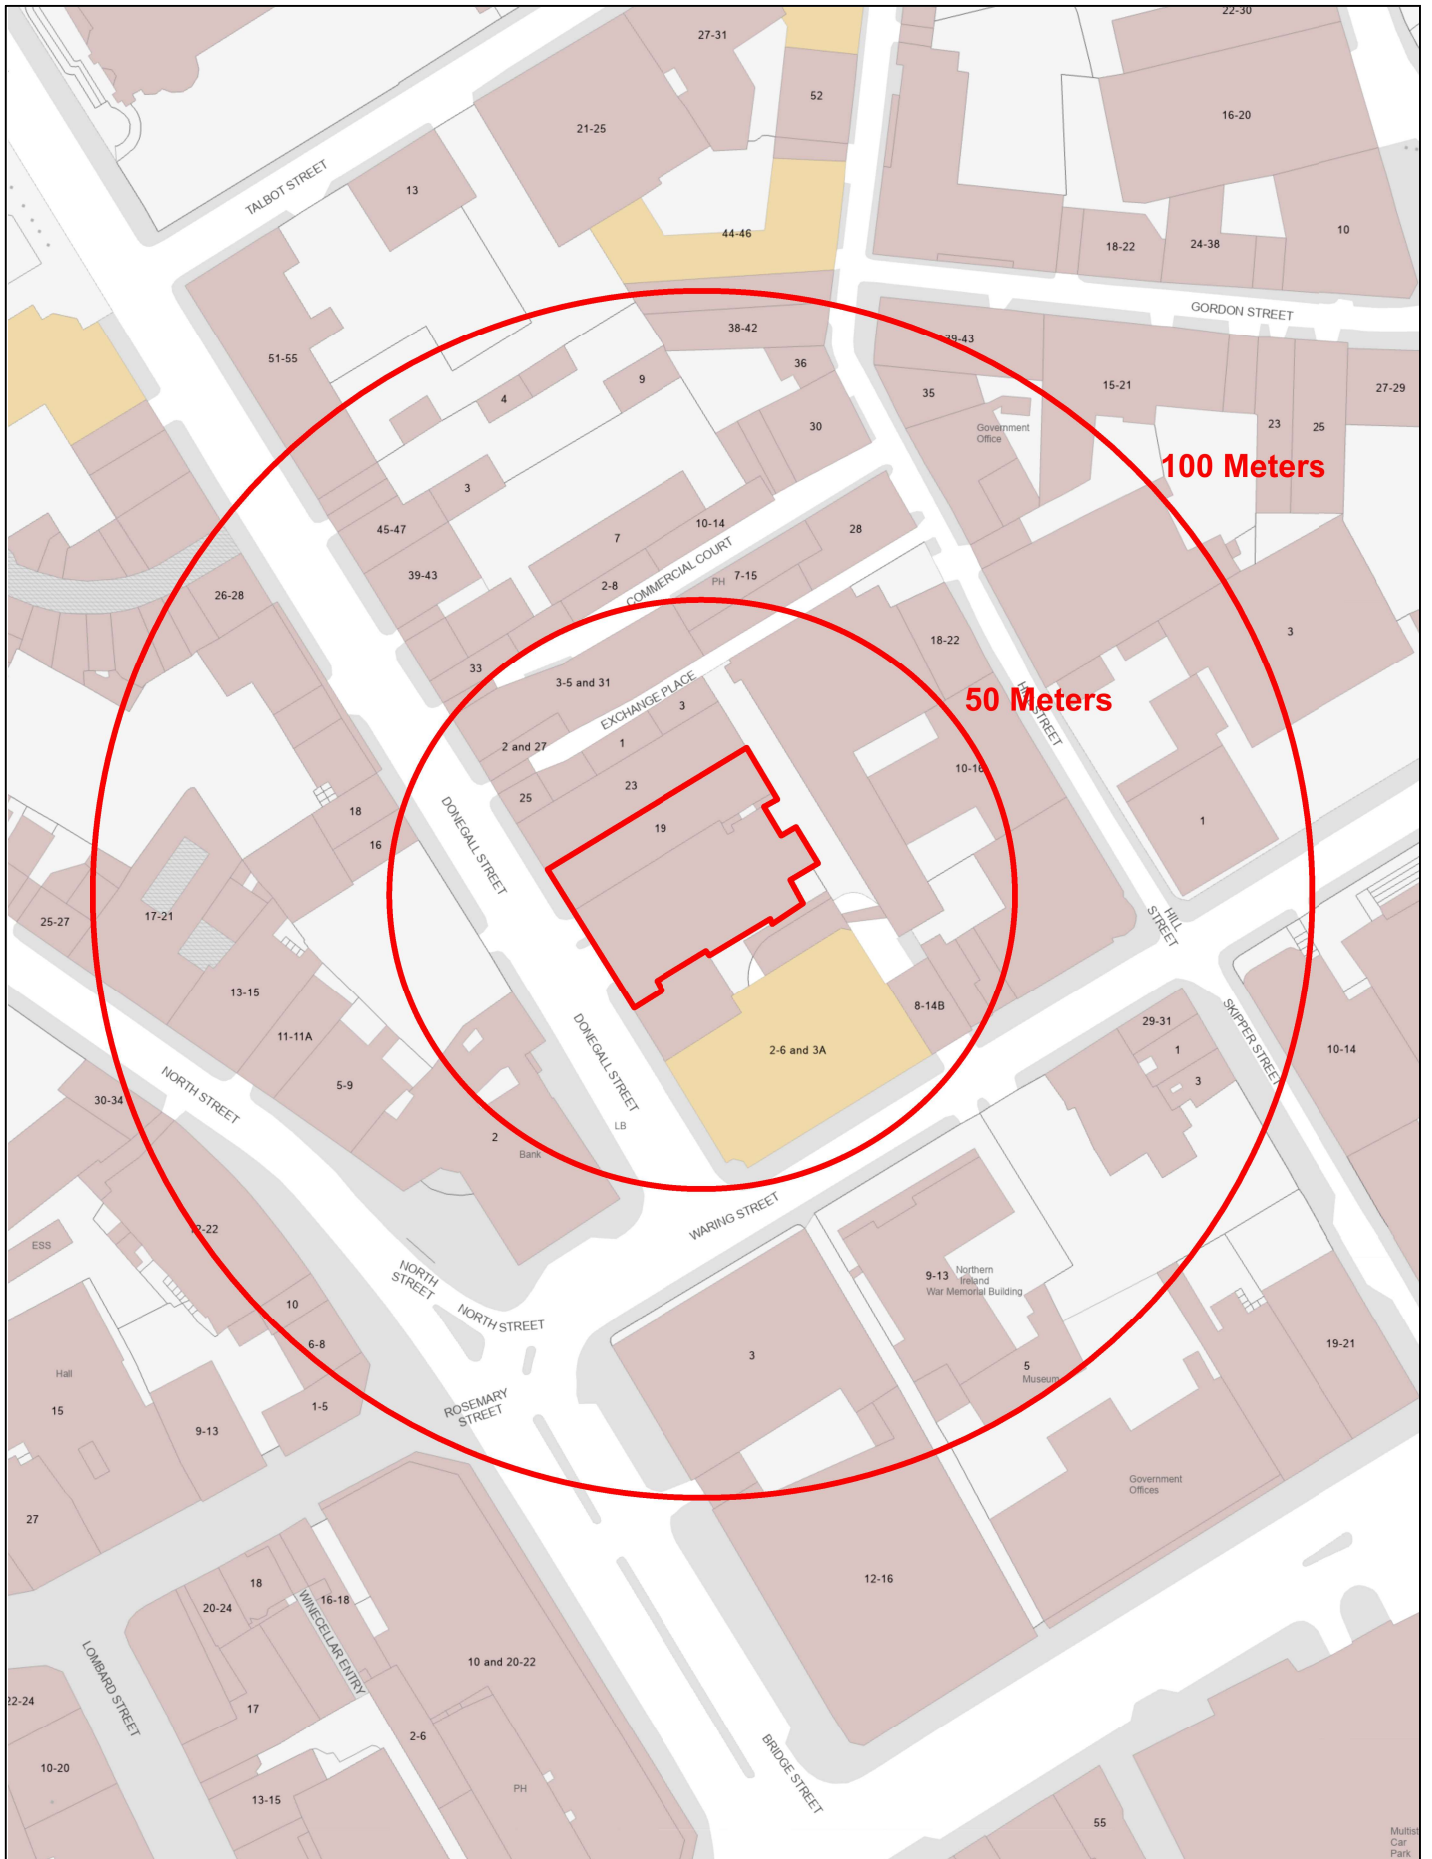 22-30
27-31
52
16-20
21-25
TALBOT STREET
13
44-46
18-22
24-38
10
GORDON STREET
38-42
39-43
51-55
36
15-21
27-29
9
35
4
30
23
25
Government
Office
100 Meters
3
45-47
10-14
28
7
COMMERCIAL COURT
39-43
PH
7-15
2-8
26-28
3
18-22
33
3-5 and 31
50 Meters
HILL STREET
EXCHANGE PLACE
3
2 and 27
1
10-16
23
25
DONEGALL STREET
18
19
1
16
17-21
25-27
HILL
STREET
13-15
8-14B
SKIPPER STREET
29-31
11-11A
DONEGALL STREET
2-6 and 3A
1
10-14
5-9
NORTH STREET
3
30-34
LB
2
Bank
WARING STREET
12-22
ESS
NORTH
STREET
9-13
Northern
Ireland
War Memorial Building
10
NORTH STREET
6-8
3
19-21
Hall
5
Museum
15
1-5
ROSEMARY
STREET
9-13
Government
Offices
27
18
12-16
20-24
16-18
WINECELLAR ENTRY
LOMBARD STREET
10 and 20-22
22-24
17
2-6
10-20
BRIDGE STREET
PH
13-15
55
Multist
Car
Park